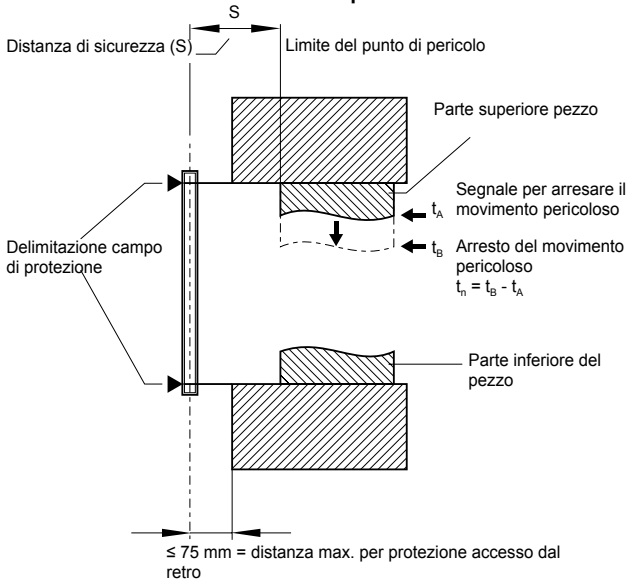 S
Distanza di sicurezza (S)
Limite del punto di pericolo
Parte superiore pezzo
Segnale per arresare il
tA movimento pericoloso
Delimitazione campo
di protezione
tB Arresto del movimento
pericoloso
tn = tB - tA
Parte inferiore del
pezzo
≤ 75 mm = distanza max. per protezione accesso dal
retro